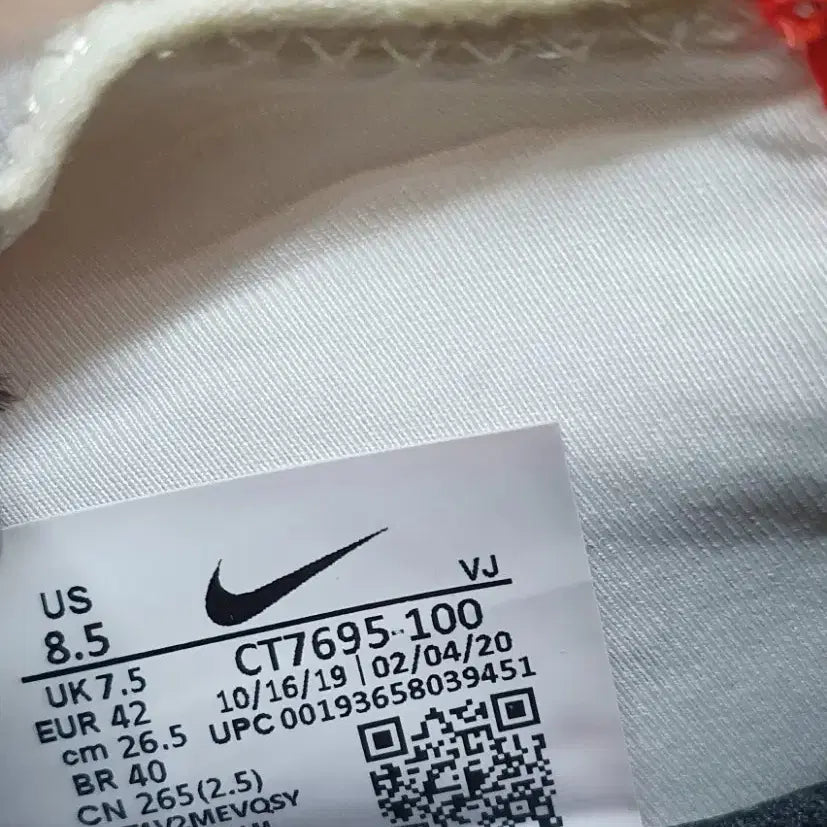 US
8.5
VJ
CT7695-100
UK 7.5
10/16/19 | 02/04/20
EUR 42
UPC 00193658039451
cm 26.5
BR 40
CN 265(2.5)